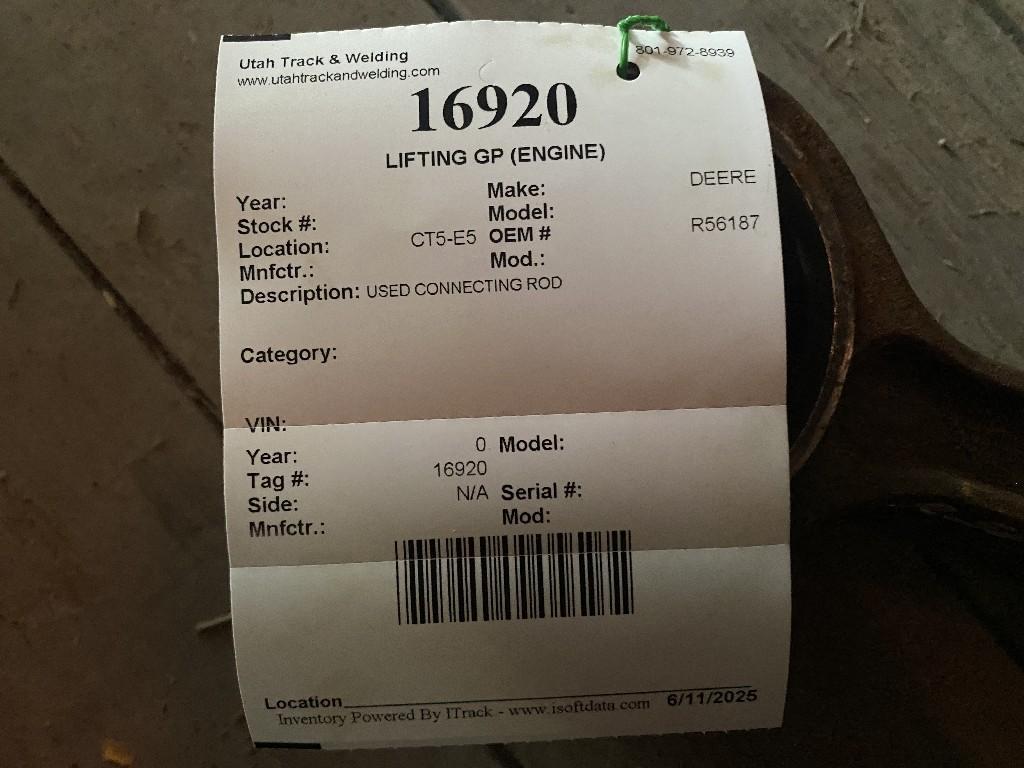 Utah Track & Welding
801-972-8939
www.utahtrackandwelding.com
16920
LIFTING GP (ENGINE)
Year:
Make: DEERE
Stock #:
Model:
Location: CT5-E5
OEM # R56187
Mnfctr.:
Mod.:
Description: USED CONNECTING ROD
Category:
VIN:
Year: 0
Model:
Tag #: 16920
Side: N/A
Serial #:
Mnfctr.:
Mod:
Location 6/11/2025
Inventory Powered By ITrack - www.isoftdata.com